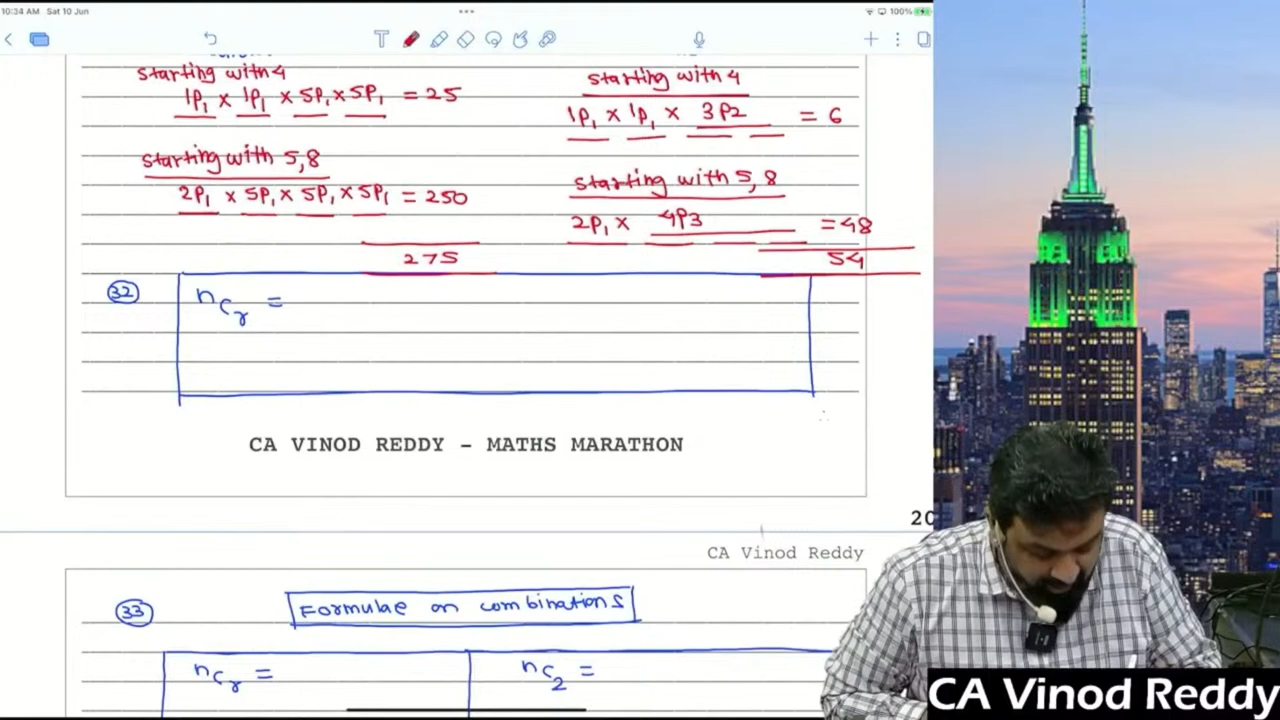 10:34 AM Sat 10 Jun
100%
T
starting with 4
1P₁ × 1P₁ × 5P₁ × 5P₁ = 25
starting with 5,8
2P₁ × 5P₁ × 5P₁ × 5P₁ = 250
275
starting with 4
1P₁ × 1P₁ × 3P2 = 6
starting with 5, 8
2P₁ × 4P3 = 48
54
32
nCr =
CA VINOD REDDY - MATHS MARATHON
20
CA Vinod Reddy
33
Formulae on combinations
nCr =
nC2 =
CA Vinod Reddy